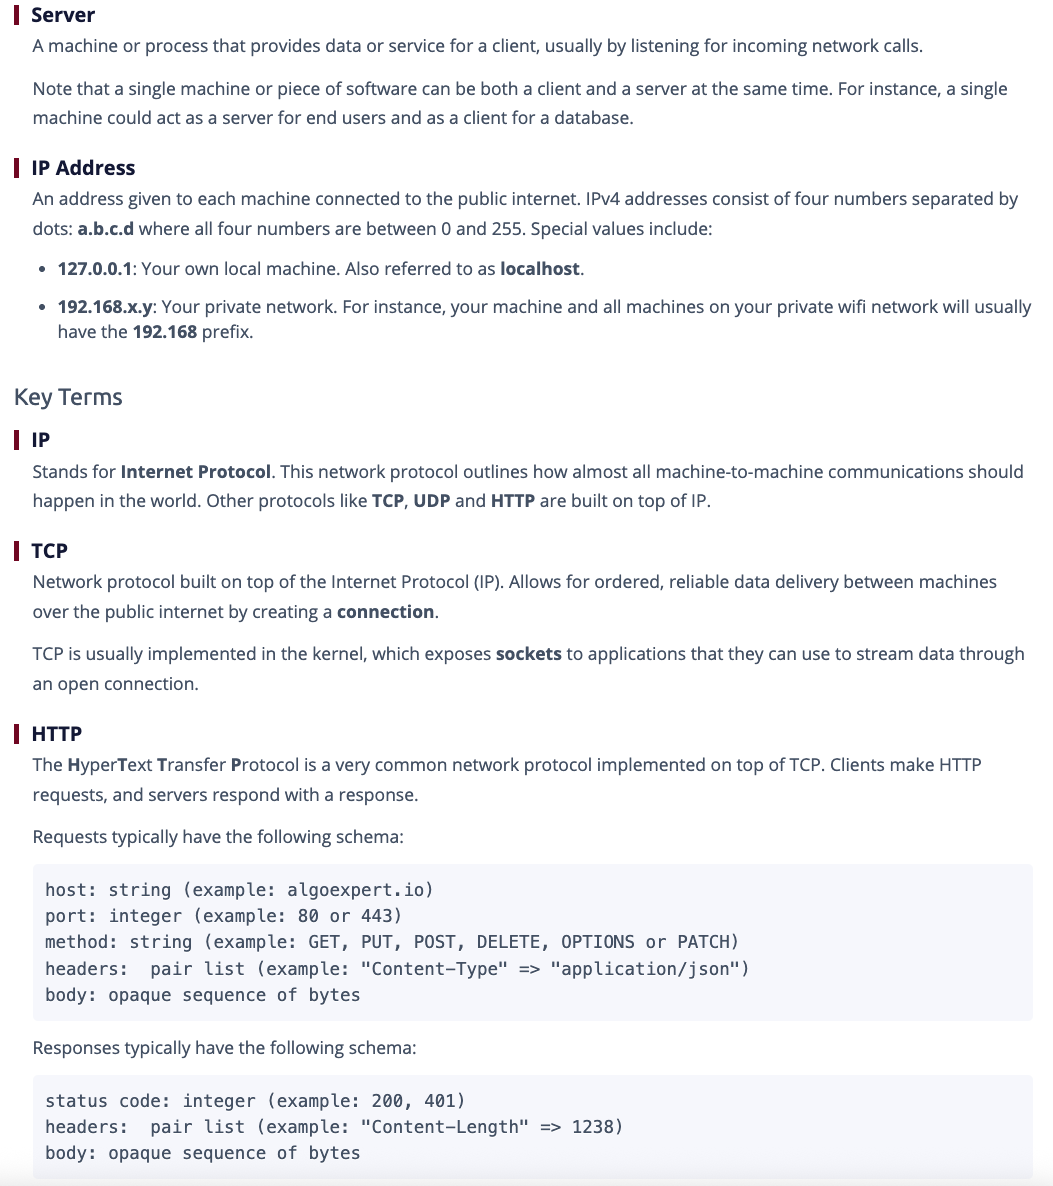 Server
A machine or process that provides data or service for a client, usually by listening for incoming network calls.
Note that a single machine or piece of software can be both a client and a server at the same time. For instance, a single
machine could act as a server for end users and as a client for a database.
IP Address
An address given to each machine connected to the public internet. IPv4 addresses consist of four numbers separated by
dots: a.b.c.d where all four numbers are between 0 and 255. Special values include:
• 127.0.0.1: Your own local machine. Also referred to as localhost.
• 192.168.x.y: Your private network. For instance, your machine and all machines on your private wifi network will usually
have the 192.168 prefix.
Key Terms
IP
Stands for Internet Protocol. This network protocol outlines how almost all machine-to-machine communications should
happen in the world. Other protocols like TCP, UDP and HTTP are built on top of IP.
TCP
Network protocol built on top of the Internet Protocol (IP). Allows for ordered, reliable data delivery between machines
over the public internet by creating a connection.
TCP is usually implemented in the kernel, which exposes sockets to applications that they can use to stream data through
an open connection.
HTTP
The HyperText Transfer Protocol is a very common network protocol implemented on top of TCP. Clients make HTTP
requests, and servers respond with a response.
Requests typically have the following schema:
host: string (example: algoexpert.io)
port: integer (example: 80 or 443)
method: string (example: GET, PUT, POST, DELETE, OPTIONS or PATCH)
headers:  pair list (example: "Content-Type" => "application/json")
body: opaque sequence of bytes
Responses typically have the following schema:
status code: integer (example: 200, 401)
headers:  pair list (example: "Content-Length" => 1238)
body: opaque sequence of bytes